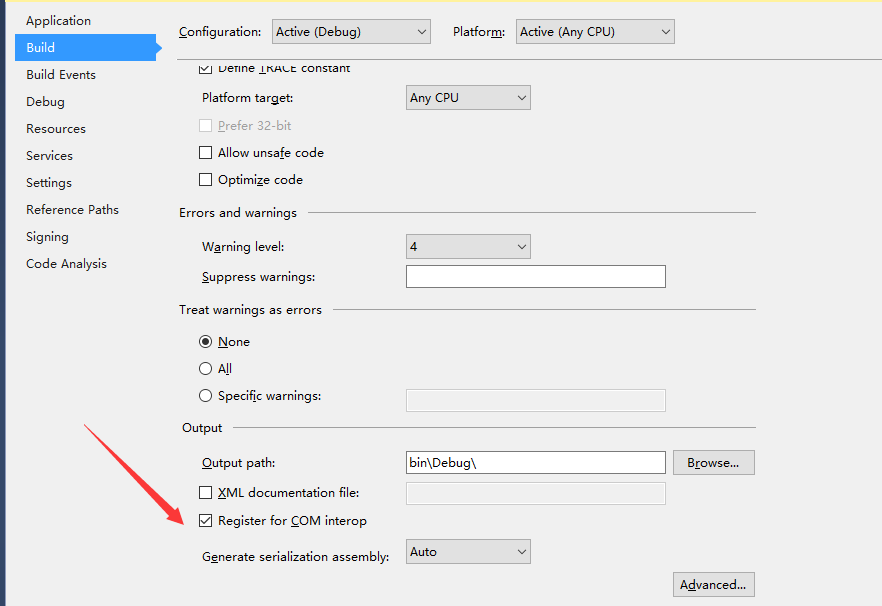 Application
Build
Build Events
Debug
Resources
Services
Settings
Reference Paths
Signing
Code Analysis
Configuration: Active (Debug) Platform: Active (Any CPU)
Define TRACE constant
Platform target: Any CPU
Prefer 32-bit
Allow unsafe code
Optimize code
Errors and warnings
Warning level: 4
Suppress warnings:
Treat warnings as errors
None
All
Specific warnings:
Output
Output path: bin\Debug\ Browse...
XML documentation file:
Register for COM interop
Generate serialization assembly: Auto
Advanced...